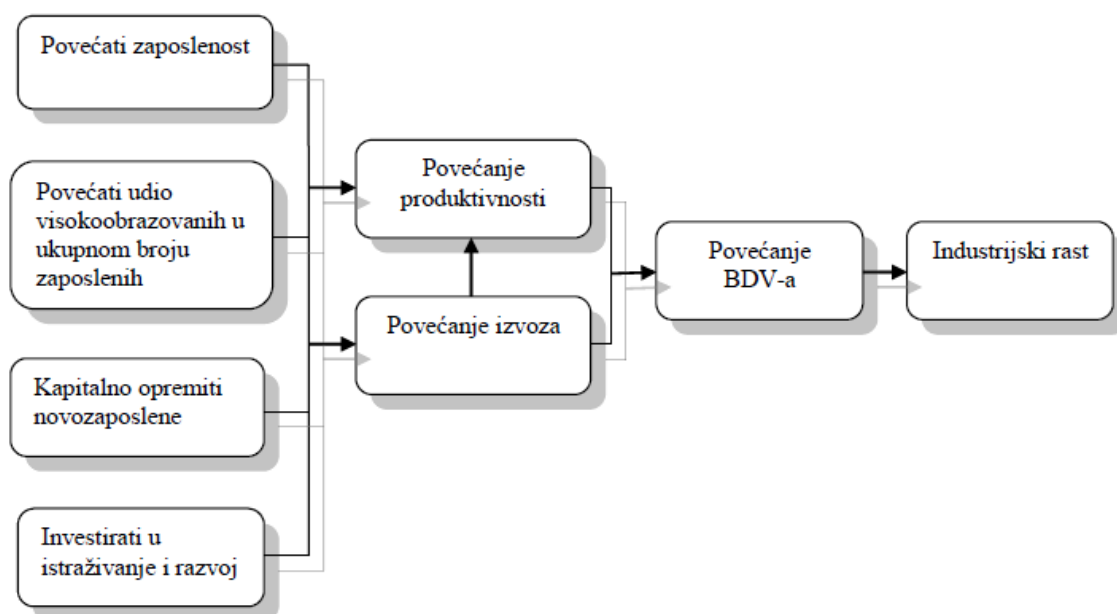 Povećati zaposlenost
Povećati udio
visokoobrazovanih u
ukupnom broju
zaposlenih
Kapitalno opremiti
novozaposlene
Investirati u
istraživanje i razvoj
Povećanje
produktivnosti
Povećanje izvoza
Povećanje
BDV-a
Industrijski rast